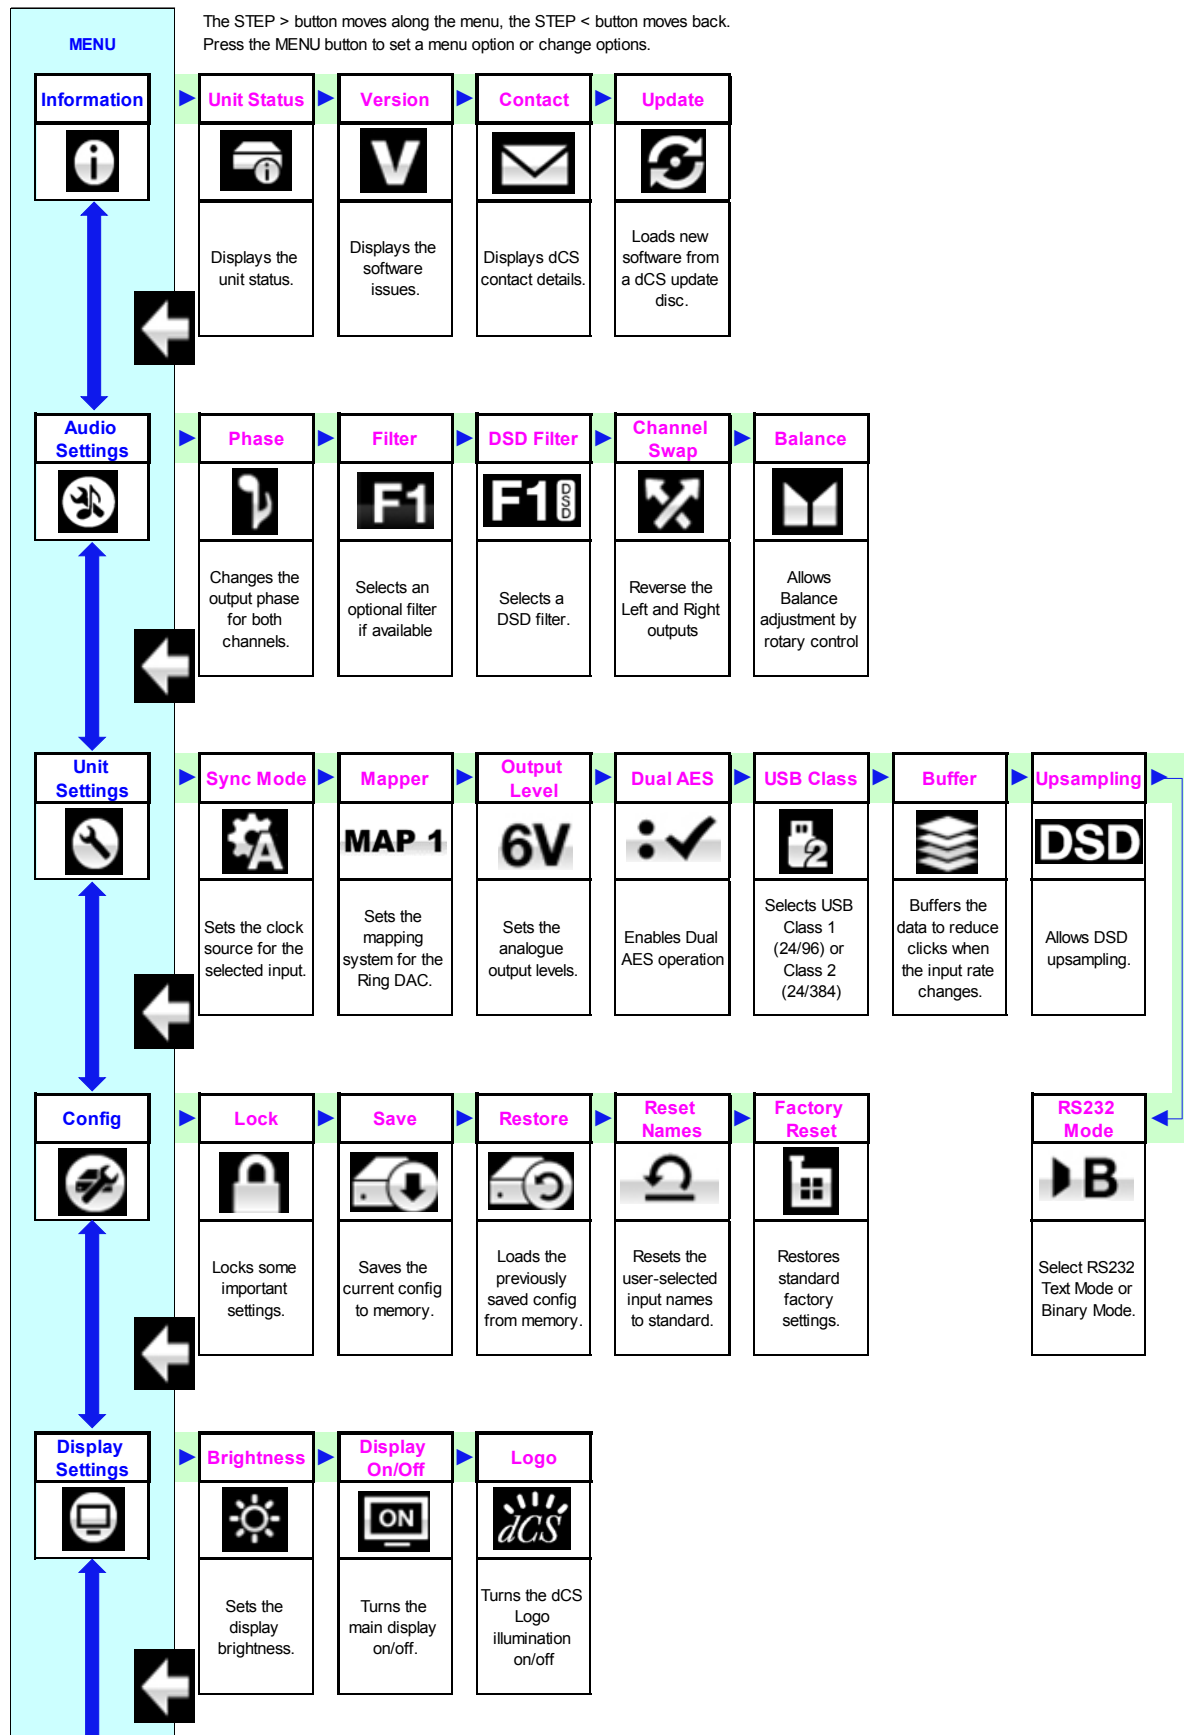 The STEP > button moves along the menu, the STEP < button moves back.
Press the MENU button to set a menu option or change options.
MENU
Information
Unit Status
Version
Contact
Update
V
Displays the
unit status.
Displays the
software
issues.
Displays dCS
contact details.
Loads new
software from
a dCS update
disc.
Audio
Settings
Phase
Filter
DSD Filter
Channel
Swap
Balance
F1
F1 DSD
Changes the
output phase
for both
channels.
Selects an
optional filter
if available
Selects a
DSD filter.
Reverse the
Left and Right
outputs
Allows
Balance
adjustment by
rotary control
Unit
Settings
Sync Mode
Mapper
Output
Level
Dual AES
USB Class
Buffer
Upsampling
A
MAP 1
6V
2
DSD
Sets the clock
source for the
selected input.
Sets the
mapping
system for the
Ring DAC.
Sets the
analogue
output levels.
Enables Dual
AES operation
Selects USB
Class 1
(24/96) or
Class 2
(24/384)
Buffers the
data to reduce
clicks when
the input rate
changes.
Allows DSD
upsampling.
Config
Lock
Save
Restore
Reset
Names
Factory
Reset
RS232
Mode
B
Locks some
important
settings.
Saves the
current config
to memory.
Loads the
previously
saved config
from memory.
Resets the
user-selected
input names
to standard.
Restores
standard
factory
settings.
Select RS232
Text Mode or
Binary Mode.
Display
Settings
Brightness
Display
On/Off
Logo
ON
dCS
Sets the
display
brightness.
Turns the
main display
on/off.
Turns the dCS
Logo
illumination
on/off